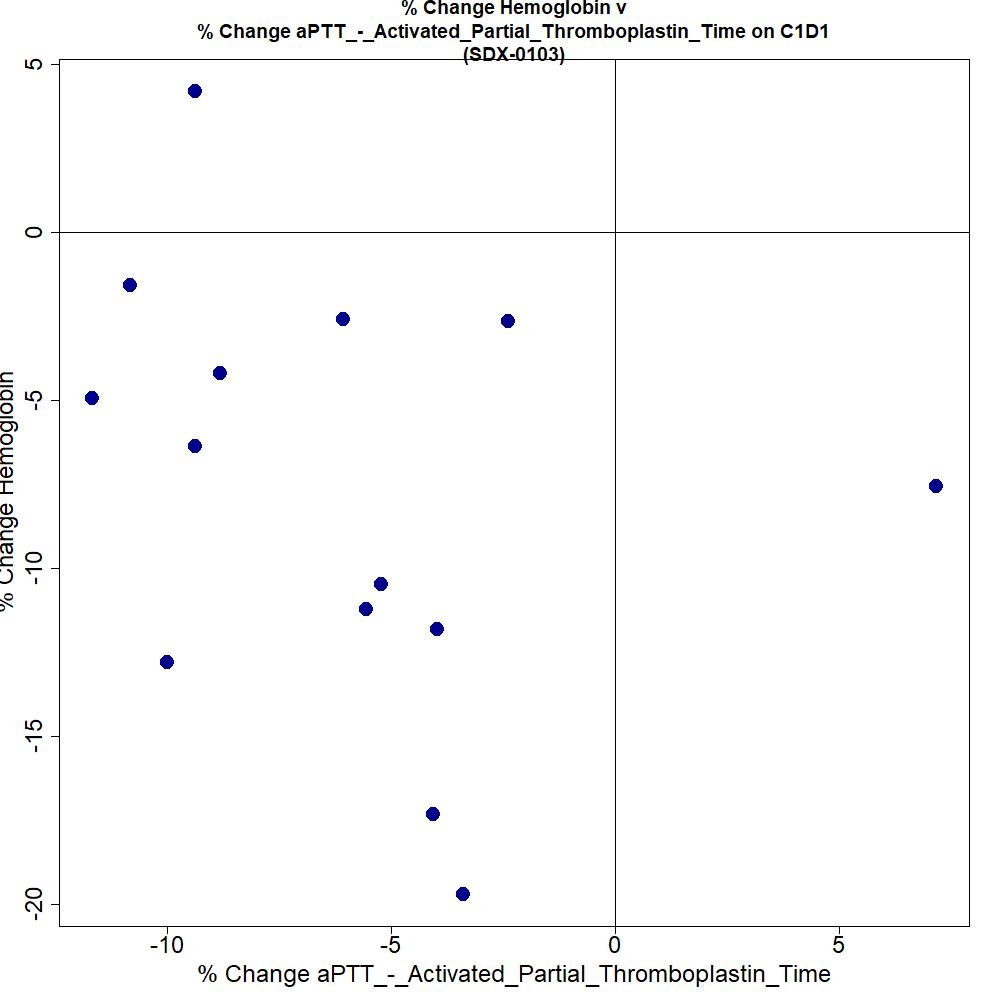 % Change Hemoglobin v
% Change aPTT_-_Activated_Partial_Thromboplastin_Time on C1D1
(SDX-0103)
5
0
-5
-10
-15
-20
% Change Hemoglobin
-10
-5
0
5
% Change aPTT_-_Activated_Partial_Thromboplastin_Time